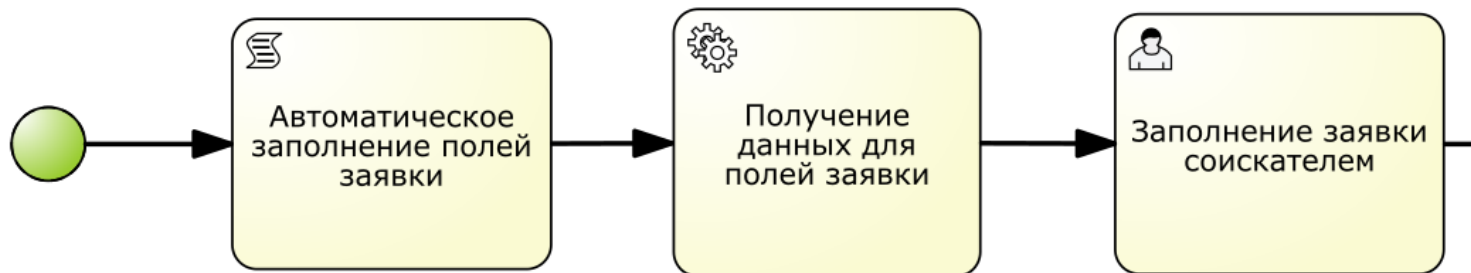 Автоматическое
заполнение полей
заявки
Получение
данных для
полей заявки
Заполнение заявки
соискателем